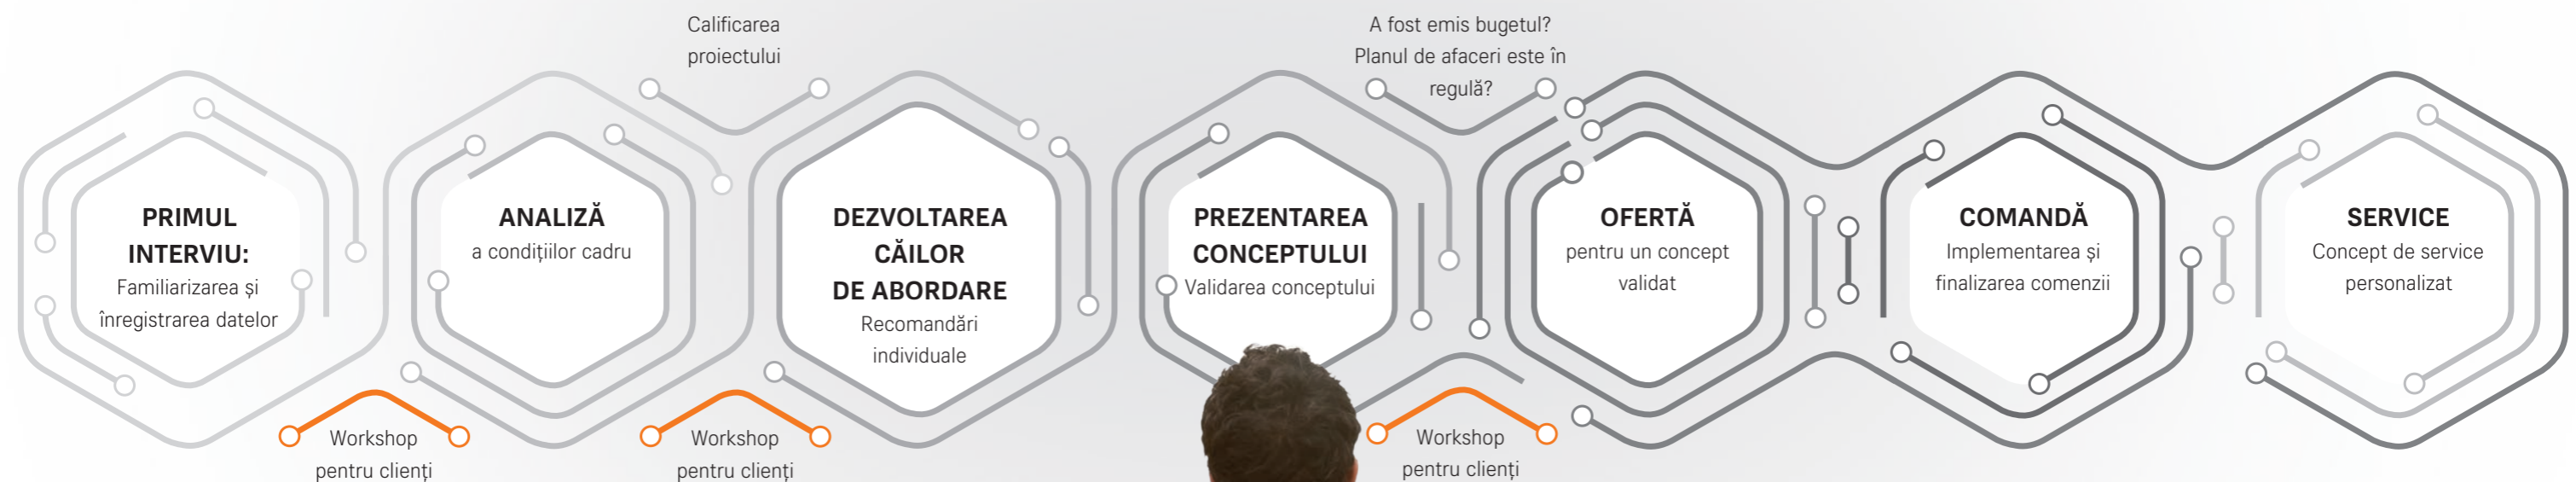 Calificarea
proiectului
A fost emis bugetul?
Planul de afaceri este în
regulă?
PRIMUL
INTERVIU:
Familiarizarea și
înregistrarea datelor
ANALIZĂ
a condițiilor cadru
DEZVOLTAREA
CĂILOR
DE ABORDARE
Recomandări
individuale
PREZENTAREA
CONCEPTULUI
Validarea conceptului
OFERTĂ
pentru un concept
validat
COMANDĂ
Implementarea și
finalizarea comenzii
SERVICE
Concept de service
personalizat
Workshop
pentru clienți
Workshop
pentru clienți
Workshop
pentru clienți